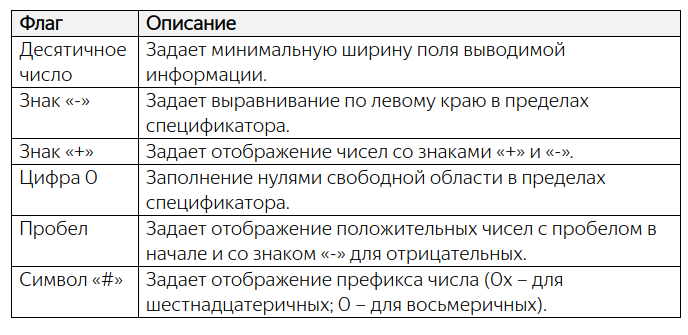 Флаг Описание
Десятичное Задает минимальную ширину поля выводимой
число информации.
Знак «-» Задает выравнивание по левому краю в пределах
спецификатора.
Знак «+» Задает отображение чисел со знаками «+» и «-».
Цифра 0 Заполнение нулями свободной области в пределах
спецификатора.
Пробел Задает отображение положительных чисел с пробелом в
начале и со знаком «-» для отрицательных.
Символ «#» Задает отображение префикса числа (0x – для
шестнадцатеричных; 0 – для восьмеричных).